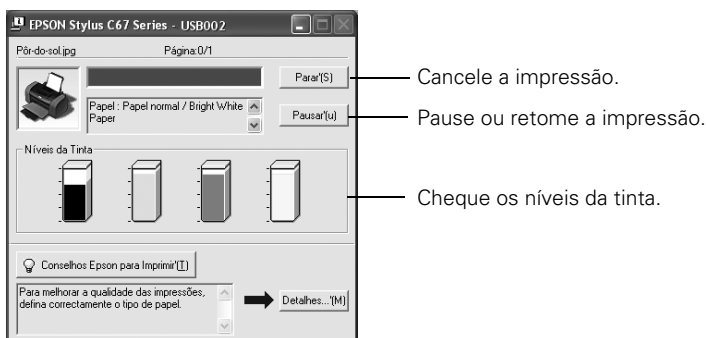 EPSON Stylus C67 Series - USB002
Pôr-do-sol.jpg Página:0/1
Parar'(S)
Cancele a impressão.
Papel : Papel normal / Bright White
Paper
Pausar'(u)
Pause ou retome a impressão.
Níveis da Tinta
Cheque os níveis da tinta.
Conselhos Epson para Imprimir'(T)
Para melhorar a qualidade das impressões,
defina correctamente o tipo de papel.
Detalhes...'(M)